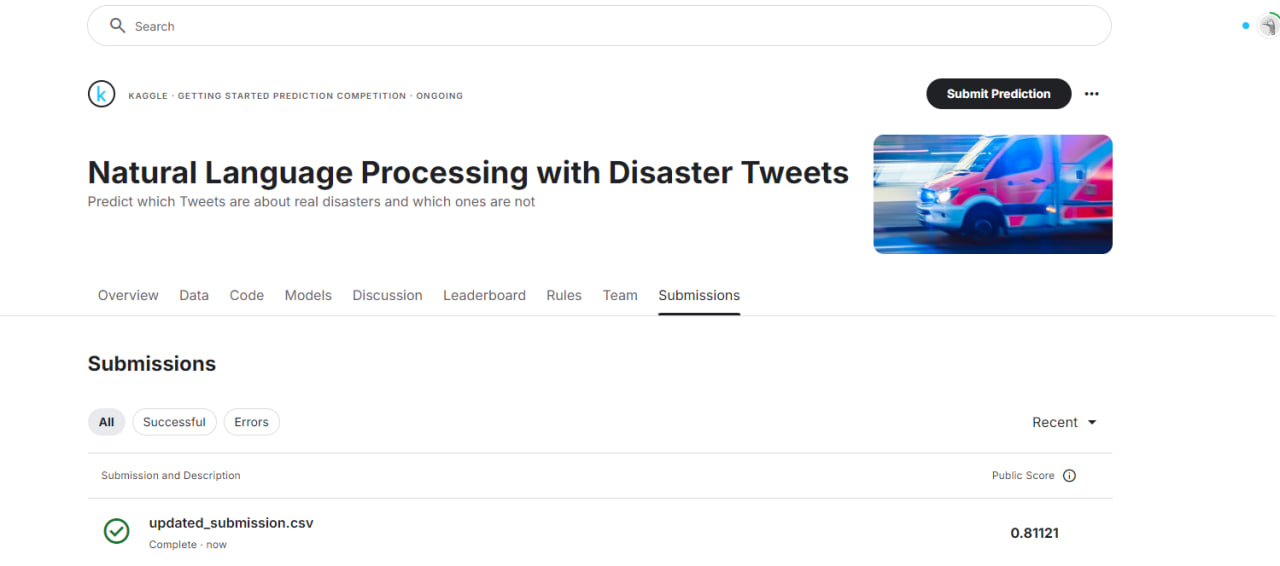 Search
k
KAGGLE · GETTING STARTED PREDICTION COMPETITION · ONGOING
Submit Prediction
Natural Language Processing with Disaster Tweets
Predict which Tweets are about real disasters and which ones are not
Overview Data Code Models Discussion Leaderboard Rules Team Submissions
Submissions
All Successful Errors Recent
Submission and Description Public Score
updated_submission.csv 0.81121
Complete · now